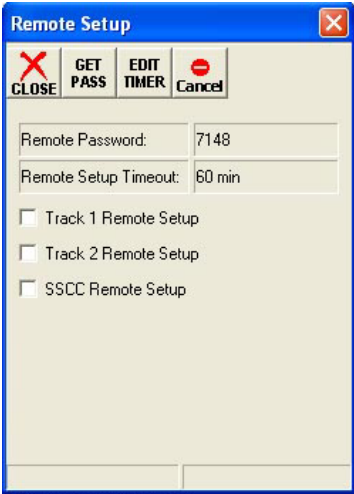 Remote Setup
CLOSE
GET PASS
EDIT TIMER
Cancel
Remote Password: 7148
Remote Setup Timeout: 60 min
Track 1 Remote Setup
Track 2 Remote Setup
SSCC Remote Setup